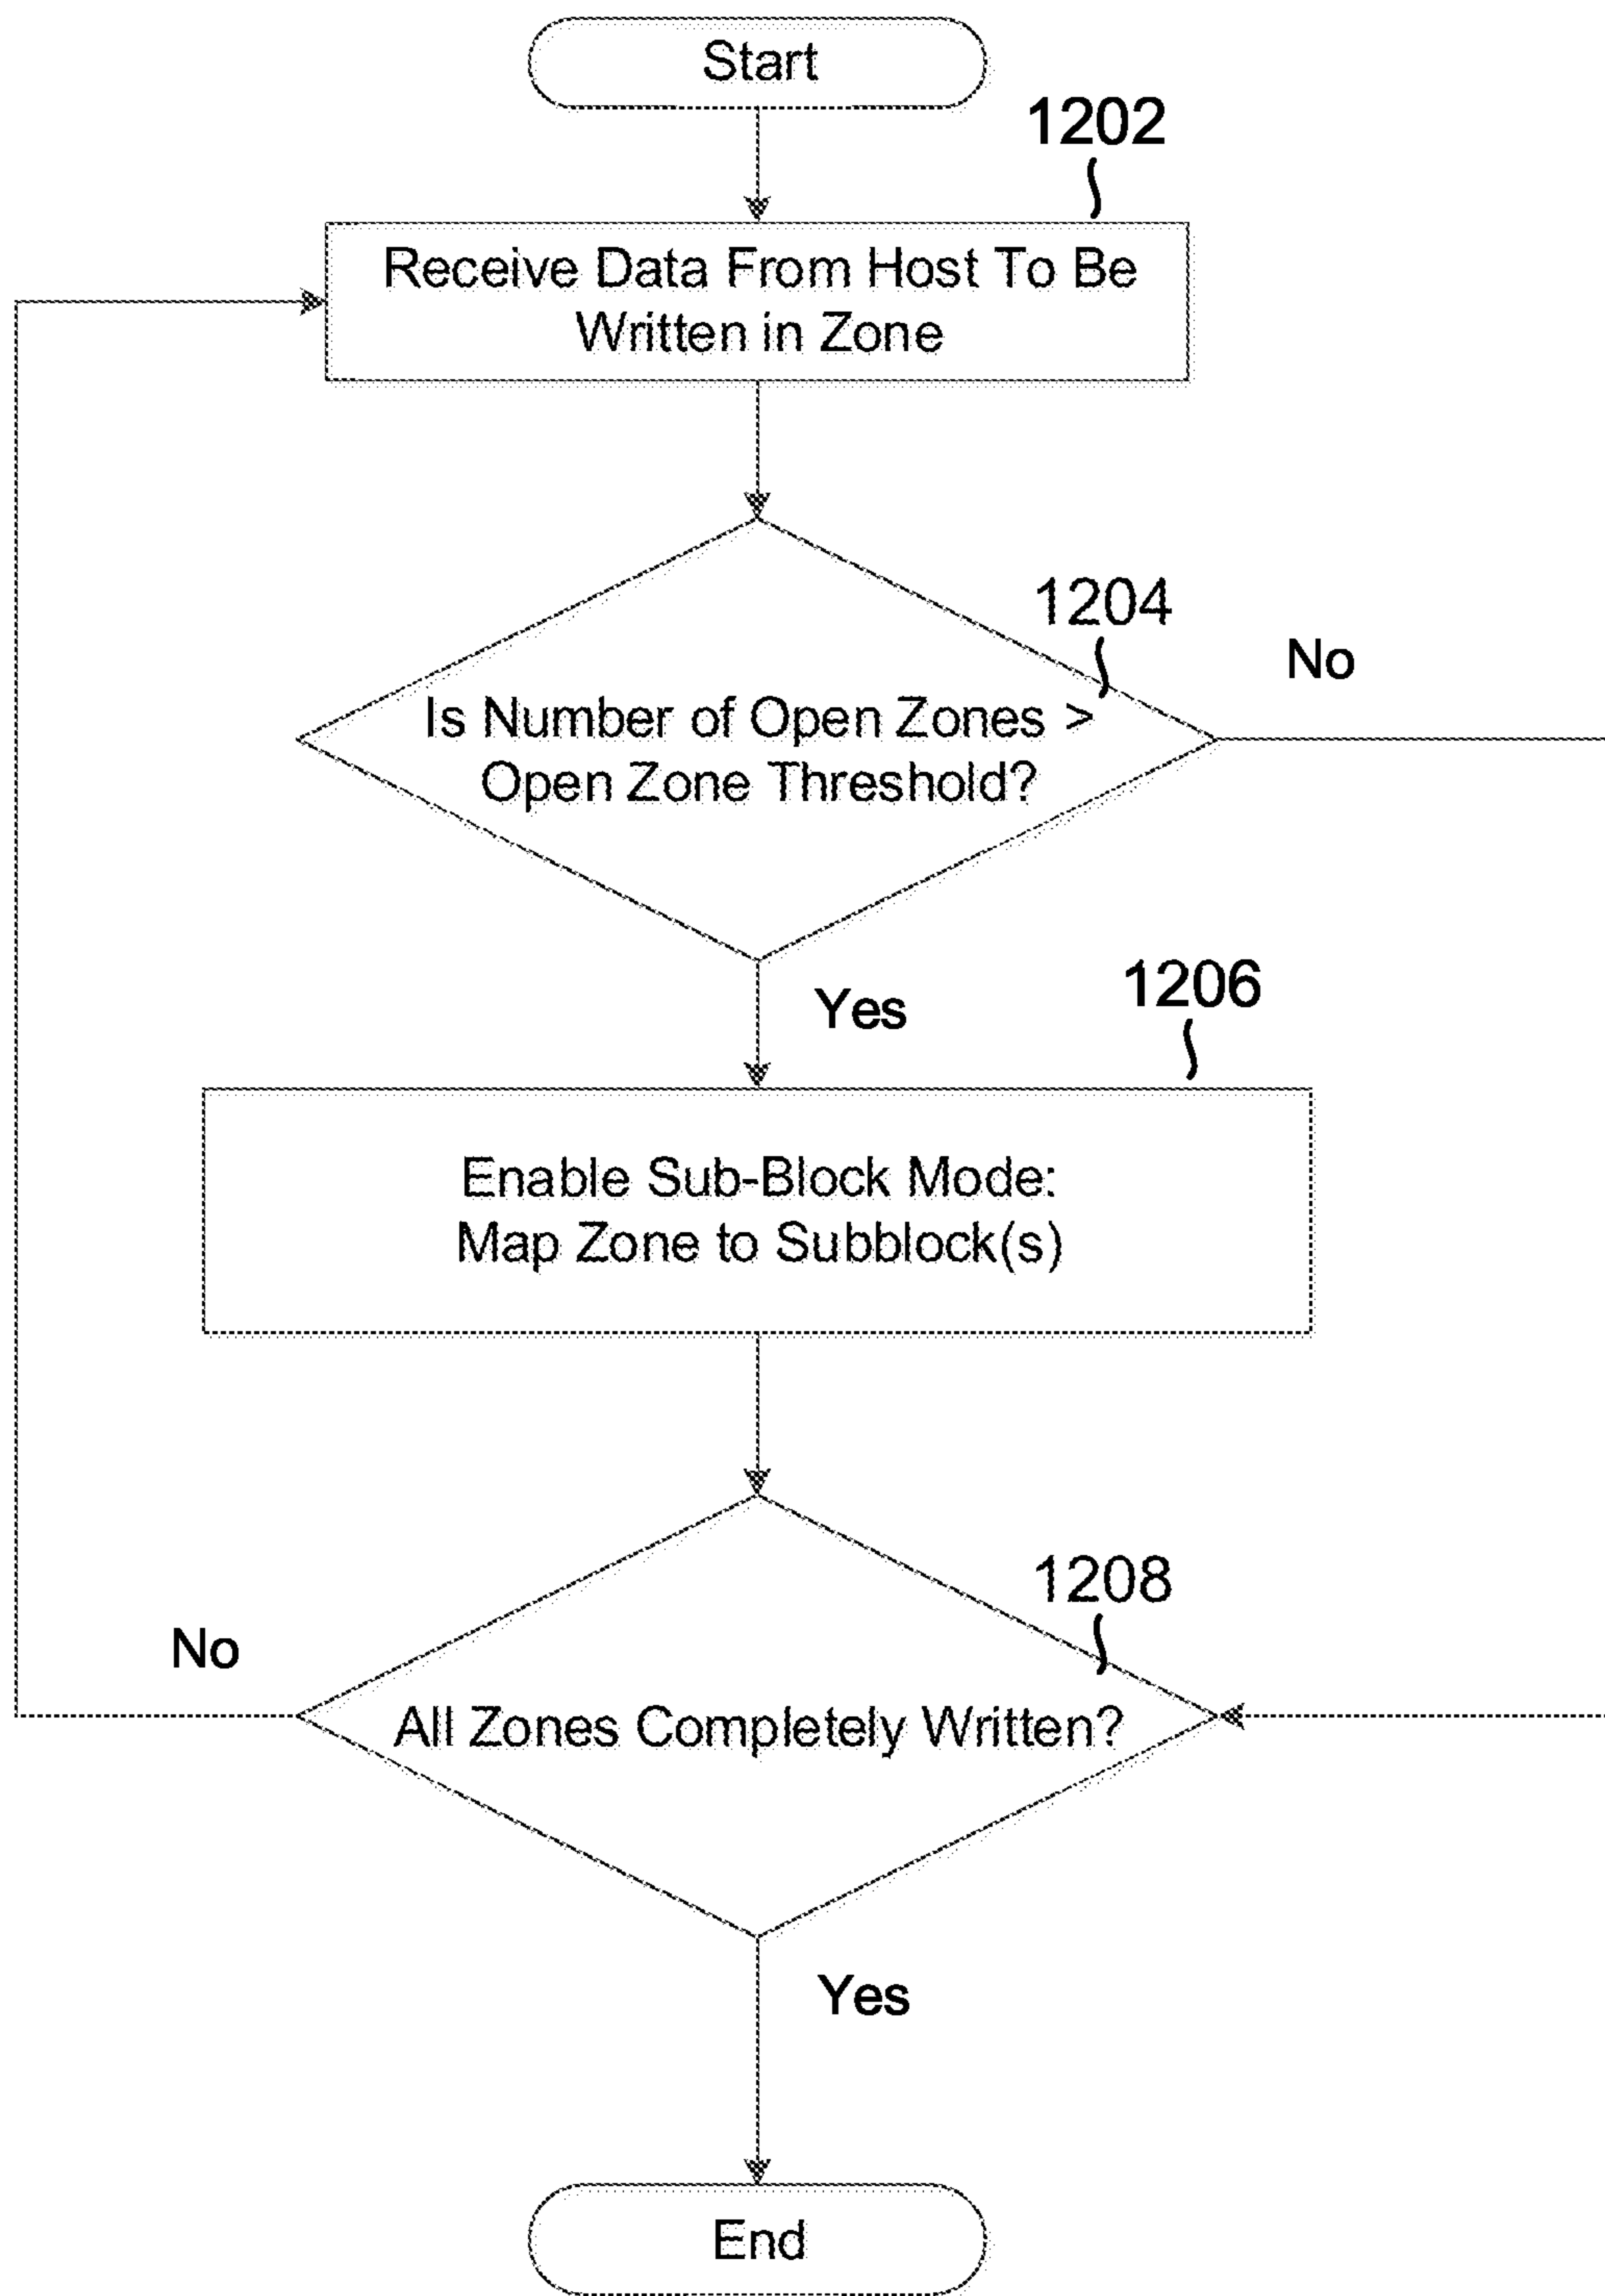 Start
1202
Receive Data From Host To Be
Written in Zone
1204
No
Is Number of Open Zones >
Open Zone Threshold?
Yes
1206
Enable Sub-Block Mode:
Map Zone to Subblock(s)
1208
No
All Zones Completely Written?
Yes
End